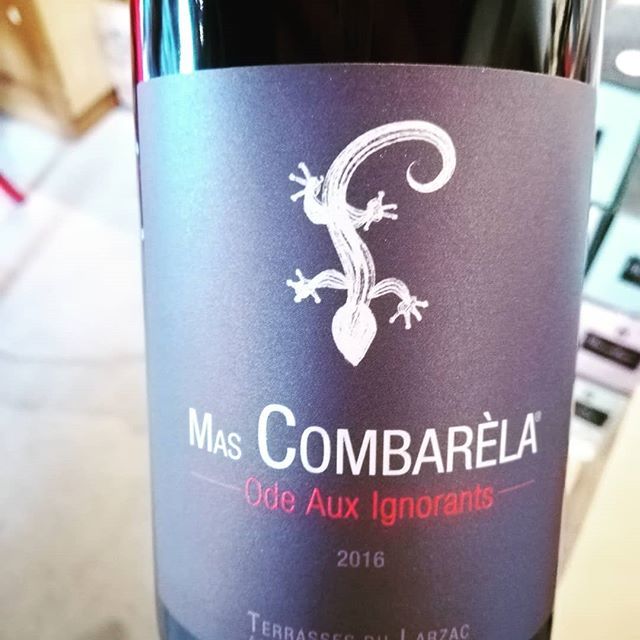 Mas Combarèla®
Ode Aux Ignorants
2016
Terrasses du Larzac